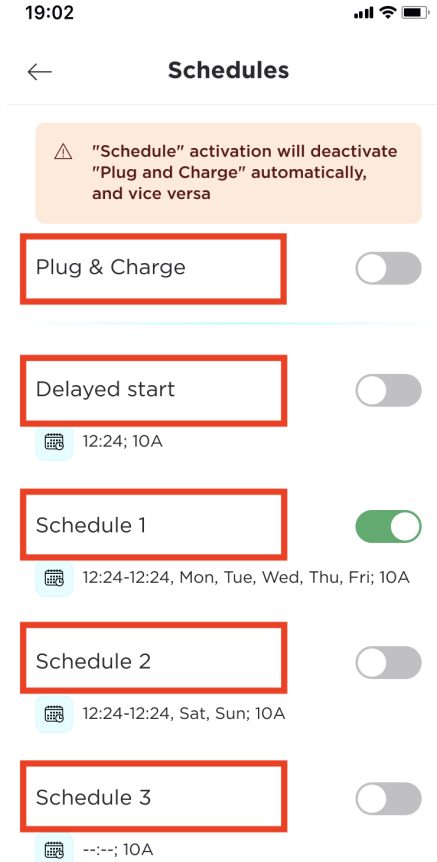 19:02
Schedules
"Schedule" activation will deactivate
"Plug and Charge" automatically,
and vice versa
Plug & Charge
Delayed start
12:24; 10A
Schedule 1
12:24-12:24, Mon, Tue, Wed, Thu, Fri; 10A
Schedule 2
12:24-12:24, Sat, Sun; 10A
Schedule 3
--:--; 10A